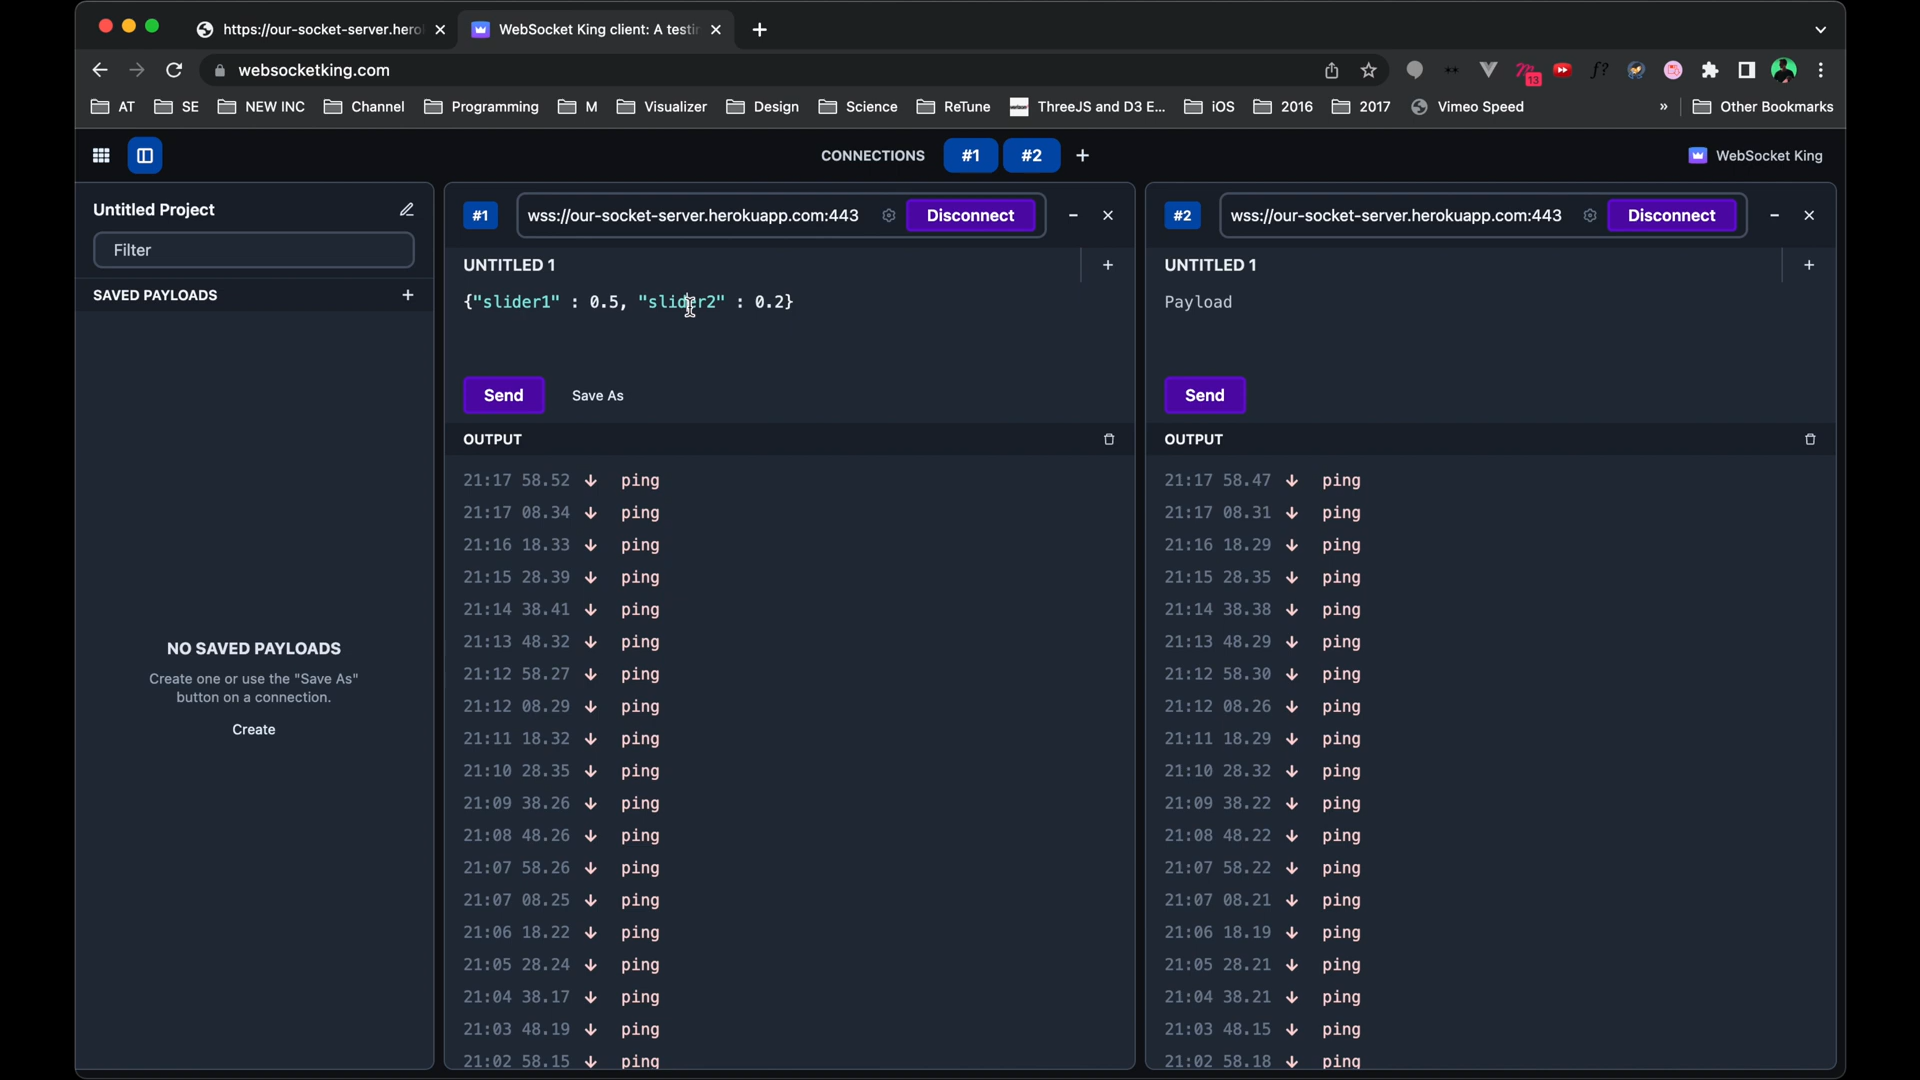 https://our-socket-server.hero
WebSocket King client: A testin
websocketking.com
13
f?
AT
SE
NEW INC
Channel
Programming
M
Visualizer
Design
Science
ReTune
ThreeJS and D3 E...
iOS
2016
2017
Vimeo Speed
»
Other Bookmarks
CONNECTIONS
#1
#2
WebSocket King
Untitled Project
Filter
SAVED PAYLOADS
NO SAVED PAYLOADS
Create one or use the "Save As"
button on a connection.
Create
#1
wss://our-socket-server.herokuapp.com:443
Disconnect
UNTITLED 1
{"slider1" : 0.5, "slider2" : 0.2}
Send
Save As
OUTPUT
21:17 58.52 ↓ ping
21:17 08.34 ↓ ping
21:16 18.33 ↓ ping
21:15 28.39 ↓ ping
21:14 38.41 ↓ ping
21:13 48.32 ↓ ping
21:12 58.27 ↓ ping
21:12 08.29 ↓ ping
21:11 18.32 ↓ ping
21:10 28.35 ↓ ping
21:09 38.26 ↓ ping
21:08 48.26 ↓ ping
21:07 58.26 ↓ ping
21:07 08.25 ↓ ping
21:06 18.22 ↓ ping
21:05 28.24 ↓ ping
21:04 38.17 ↓ ping
21:03 48.19 ↓ ping
21:02 58.15 ↓ ping
#2
wss://our-socket-server.herokuapp.com:443
Disconnect
UNTITLED 1
Payload
Send
OUTPUT
21:17 58.47 ↓ ping
21:17 08.31 ↓ ping
21:16 18.29 ↓ ping
21:15 28.35 ↓ ping
21:14 38.38 ↓ ping
21:13 48.29 ↓ ping
21:12 58.30 ↓ ping
21:12 08.26 ↓ ping
21:11 18.29 ↓ ping
21:10 28.32 ↓ ping
21:09 38.22 ↓ ping
21:08 48.22 ↓ ping
21:07 58.22 ↓ ping
21:07 08.21 ↓ ping
21:06 18.19 ↓ ping
21:05 28.21 ↓ ping
21:04 38.21 ↓ ping
21:03 48.15 ↓ ping
21:02 58.18 ↓ ping